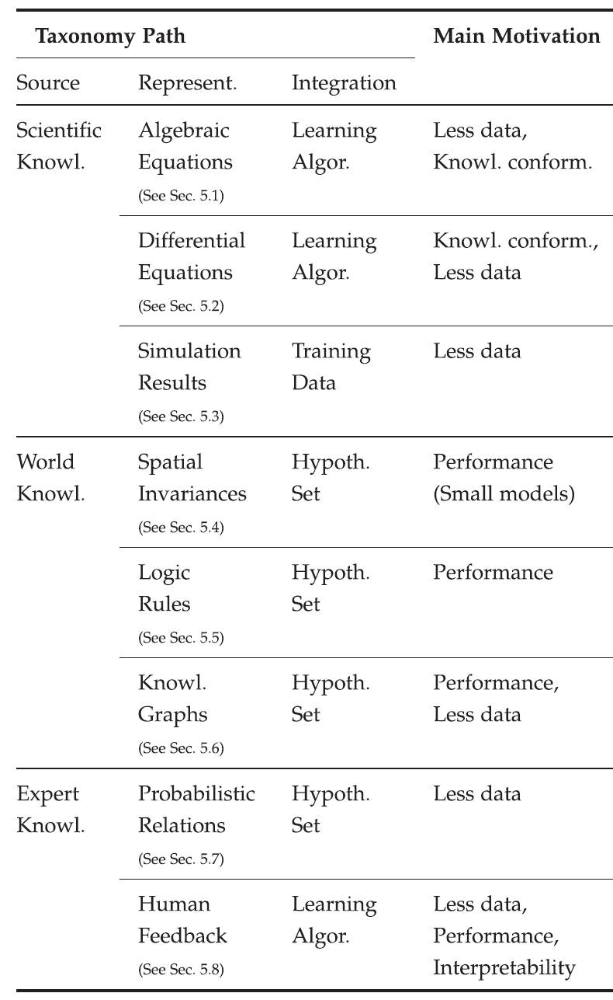 Taxonomy Path Main Motivation
Source Represent. Integration
Scientific Algebraic Learning Less data,
Knowl. Equations Algor. Knowl. conform.
(See Sec. 5.1)
Differential Learning Knowl. conform.,
Equations Algor. Less data
(See Sec. 5.2)
Simulation Training Less data
Results Data
(See Sec. 5.3)
World Spatial Hypoth. Performance
Knowl. Invariances Set (Small models)
(See Sec. 5.4)
Logic Hypoth. Performance
Rules Set
(See Sec. 5.5)
Knowl. Hypoth. Performance,
Graphs Set Less data
(See Sec. 5.6)
Expert Probabilistic Hypoth. Less data
Knowl. Relations Set
(See Sec. 5.7)
Human Learning Less data,
Feedback Algor. Performance,
(See Sec. 5.8) Interpretability